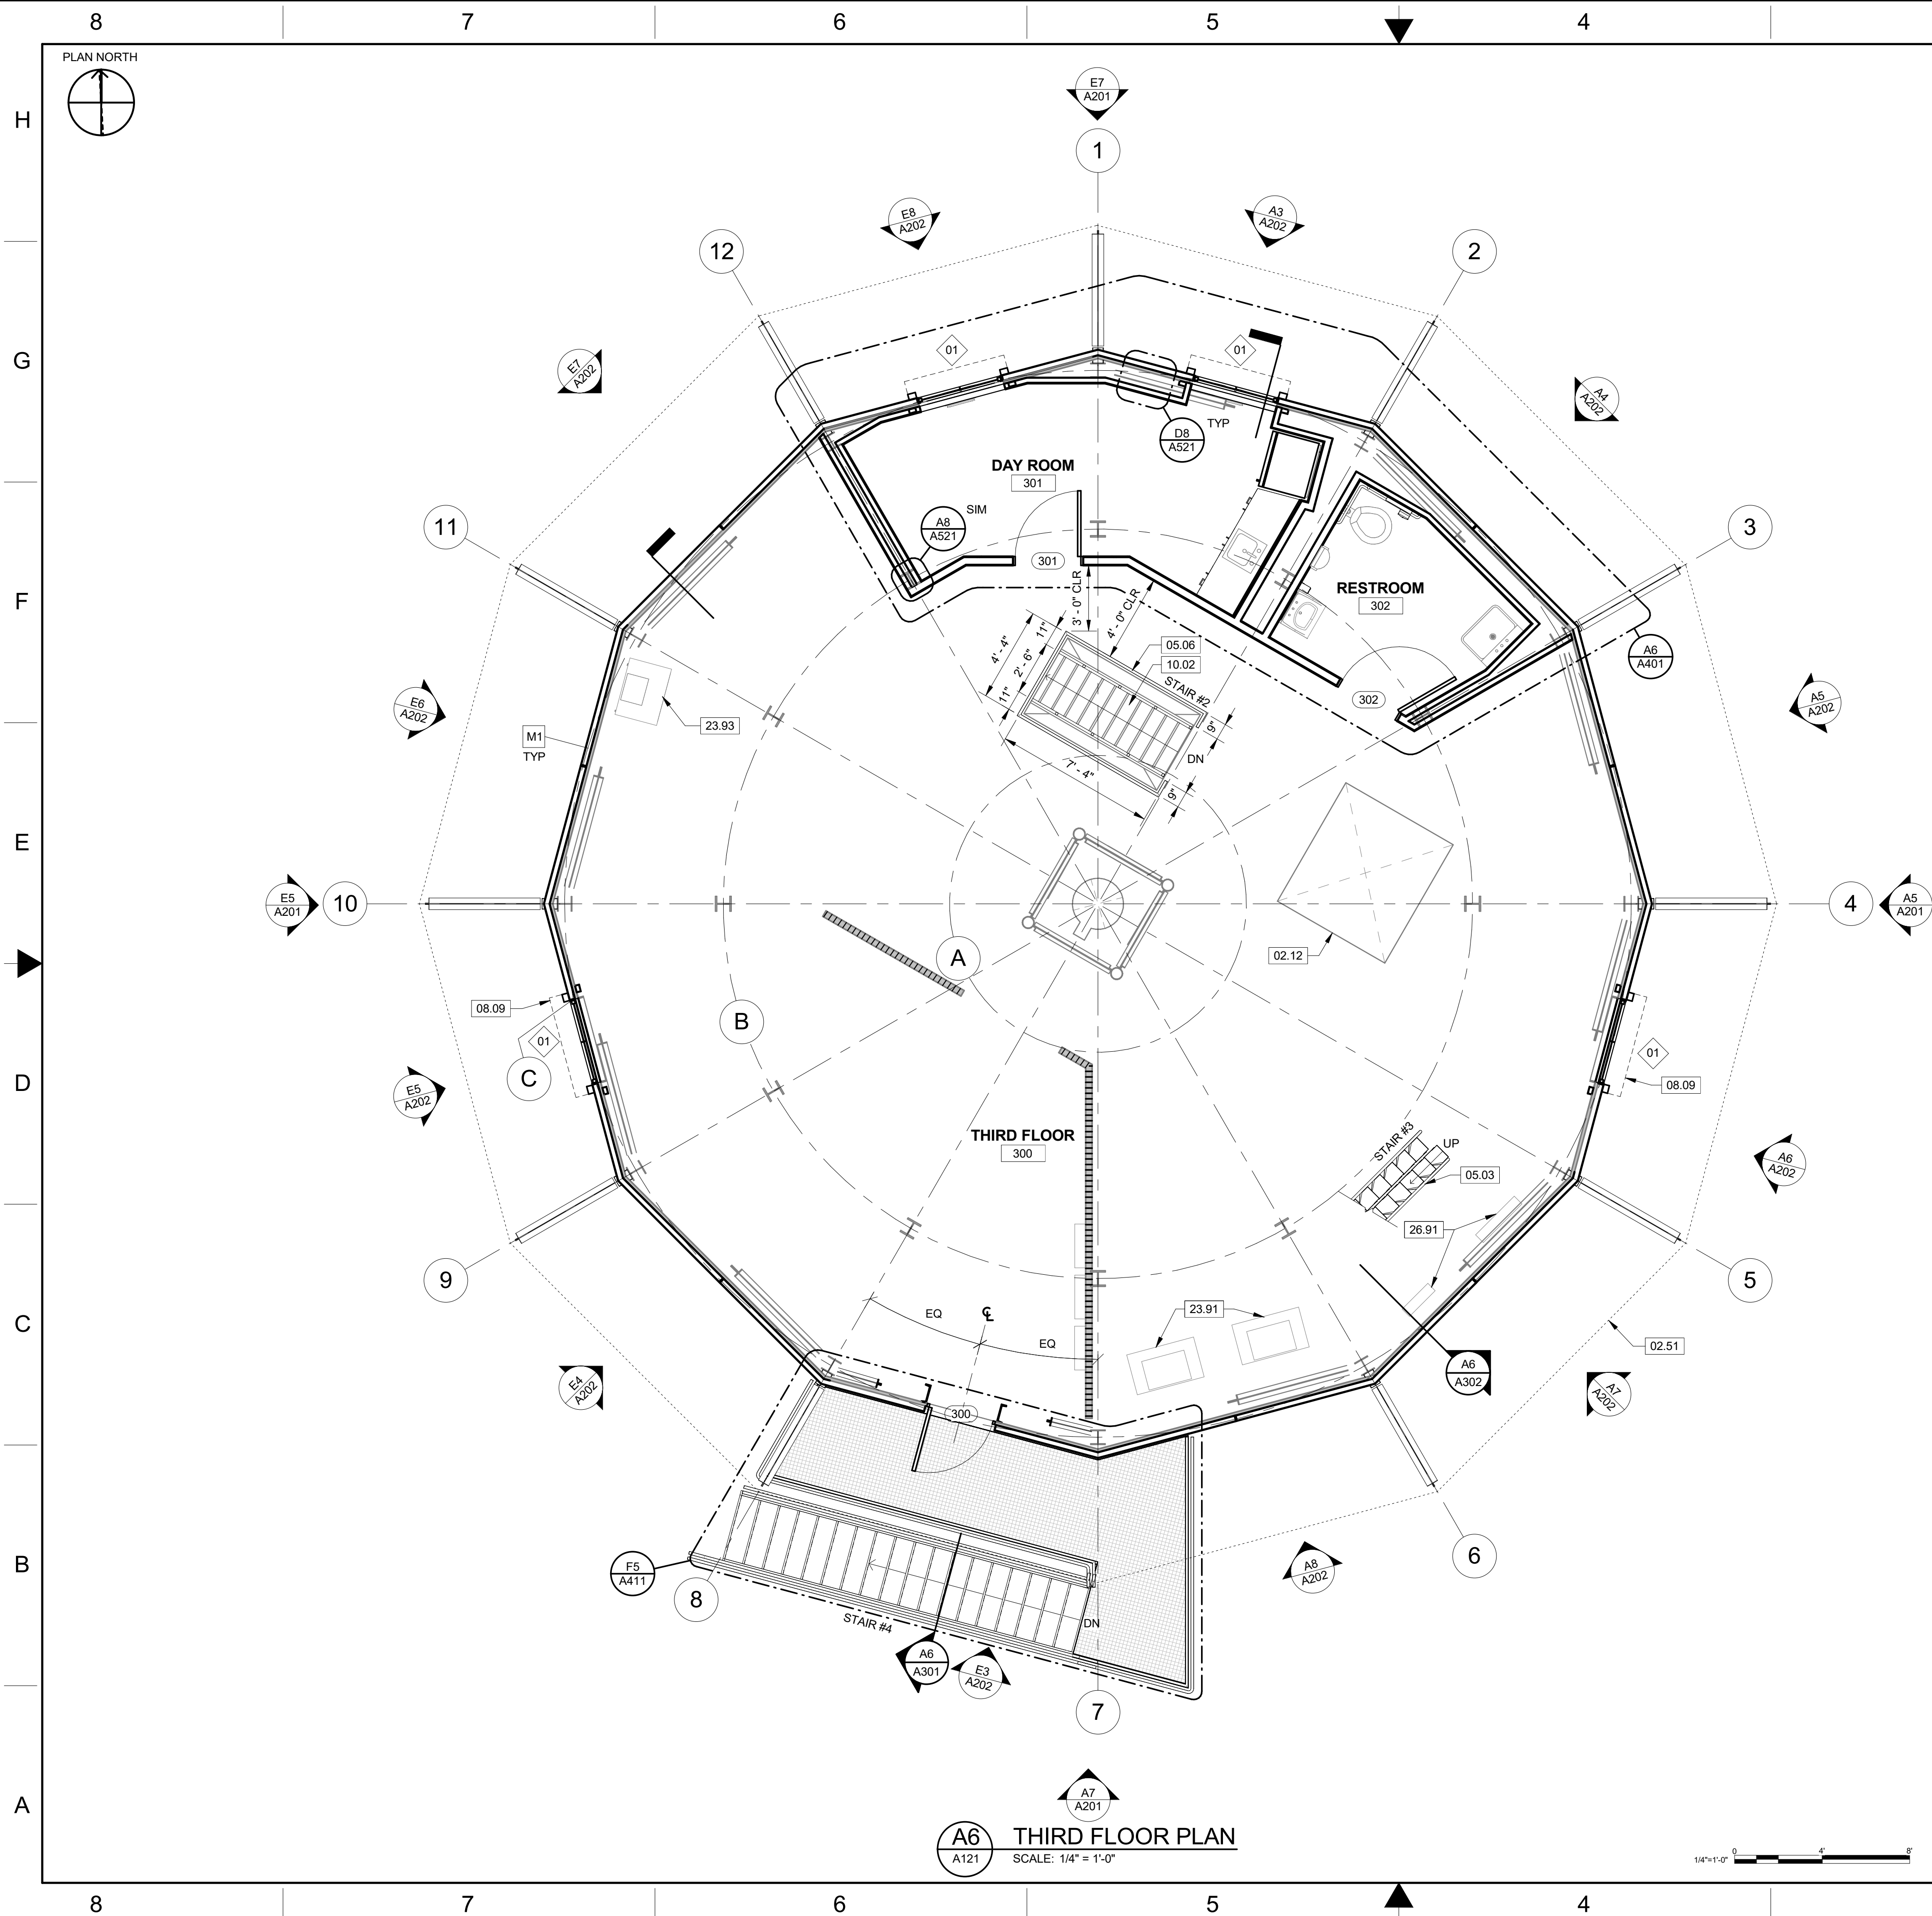 8 7 6 5 4
PLAN NORTH
H
E7
A201
1
E8
A202
A3
A202
12
2
G
E7
A202
01
01
A4
A202
D8
A521
TYP
DAY ROOM
301
11
A8
A521
SIM
3
301
F
3' - 0" CLR
4' - 0" CLR
RESTROOM
302
4' - 4"
11"
2' - 6"
11"
05.06
10.02
STAIR #2
A6
A401
E6
A202
302
A5
A202
23.93
M1
TYP
9"
DN
7' - 4"
9"
E
E5
A201
10
4
A5
A201
A
02.12
08.09
B
01
C
01
08.09
D
E5
A202
THIRD FLOOR
300
STAIR #3
UP
05.03
A6
A202
26.91
9
5
C
EQ
℄
EQ
23.91
02.51
E4
A202
A6
A302
A7
A202
300
B
F5
A411
8
6
A8
A202
STAIR #4
DN
A6
A301
E3
A202
7
A
A7
A201
A6
A121
THIRD FLOOR PLAN
SCALE: 1/4" = 1'-0"
1/4"=1'-0"
0 4' 8'
8 7 6 5 4